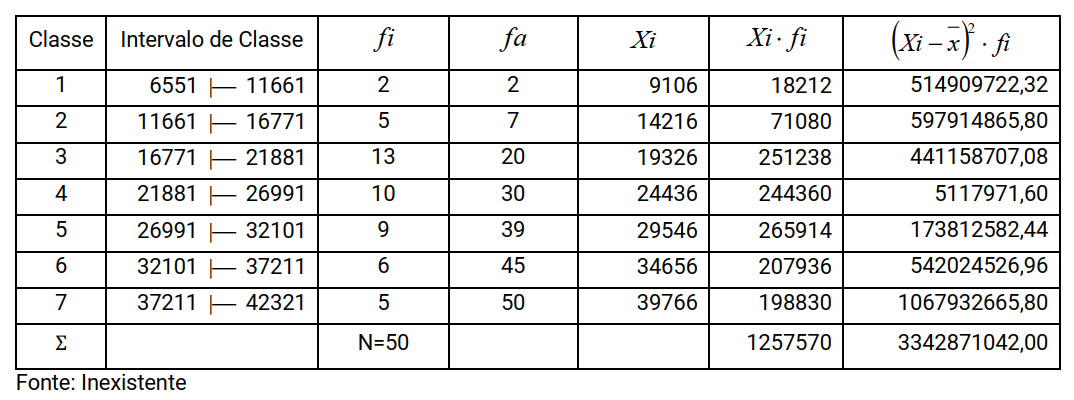 Classe Intervalo de Classe fi fa Xi Xi · fi (Xi – x̄)² · fi
1 6551 |— 11661 2 2 9106 18212 514909722,32
2 11661 |— 16771 5 7 14216 71080 597914865,80
3 16771 |— 21881 13 20 19326 251238 441158707,08
4 21881 |— 26991 10 30 24436 244360 5117971,60
5 26991 |— 32101 9 39 29546 265914 173812582,44
6 32101 |— 37211 6 45 34656 207936 542024526,96
7 37211 |— 42321 5 50 39766 198830 1067932665,80
Σ N=50 1257570 3342871042,00
Fonte: Inexistente